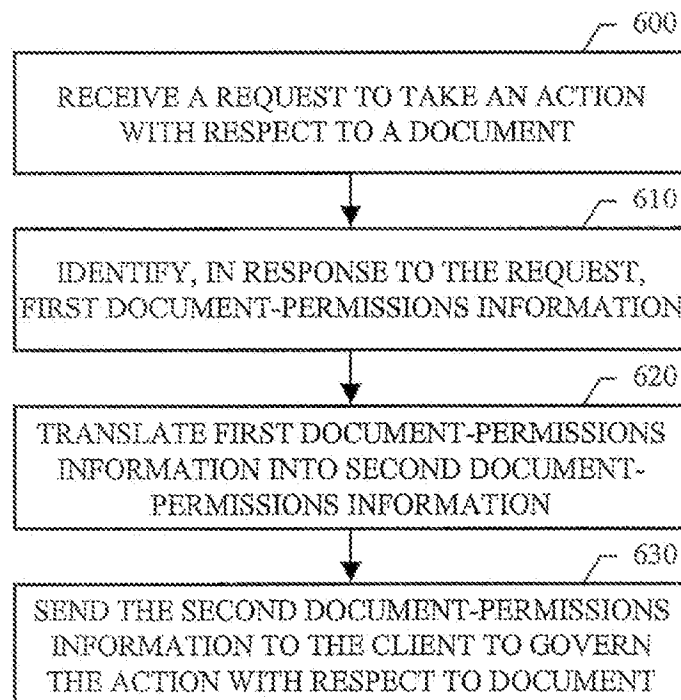 600
RECEIVE A REQUEST TO TAKE AN ACTION
WITH RESPECT TO A DOCUMENT
610
IDENTIFY, IN RESPONSE TO THE REQUEST,
FIRST DOCUMENT-PERMISSIONS INFORMATION
620
TRANSLATE FIRST DOCUMENT-PERMISSIONS
INFORMATION INTO SECOND DOCUMENT-
PERMISSIONS INFORMATION
630
SEND THE SECOND DOCUMENT-PERMISSIONS
INFORMATION TO THE CLIENT TO GOVERN
THE ACTION WITH RESPECT TO DOCUMENT